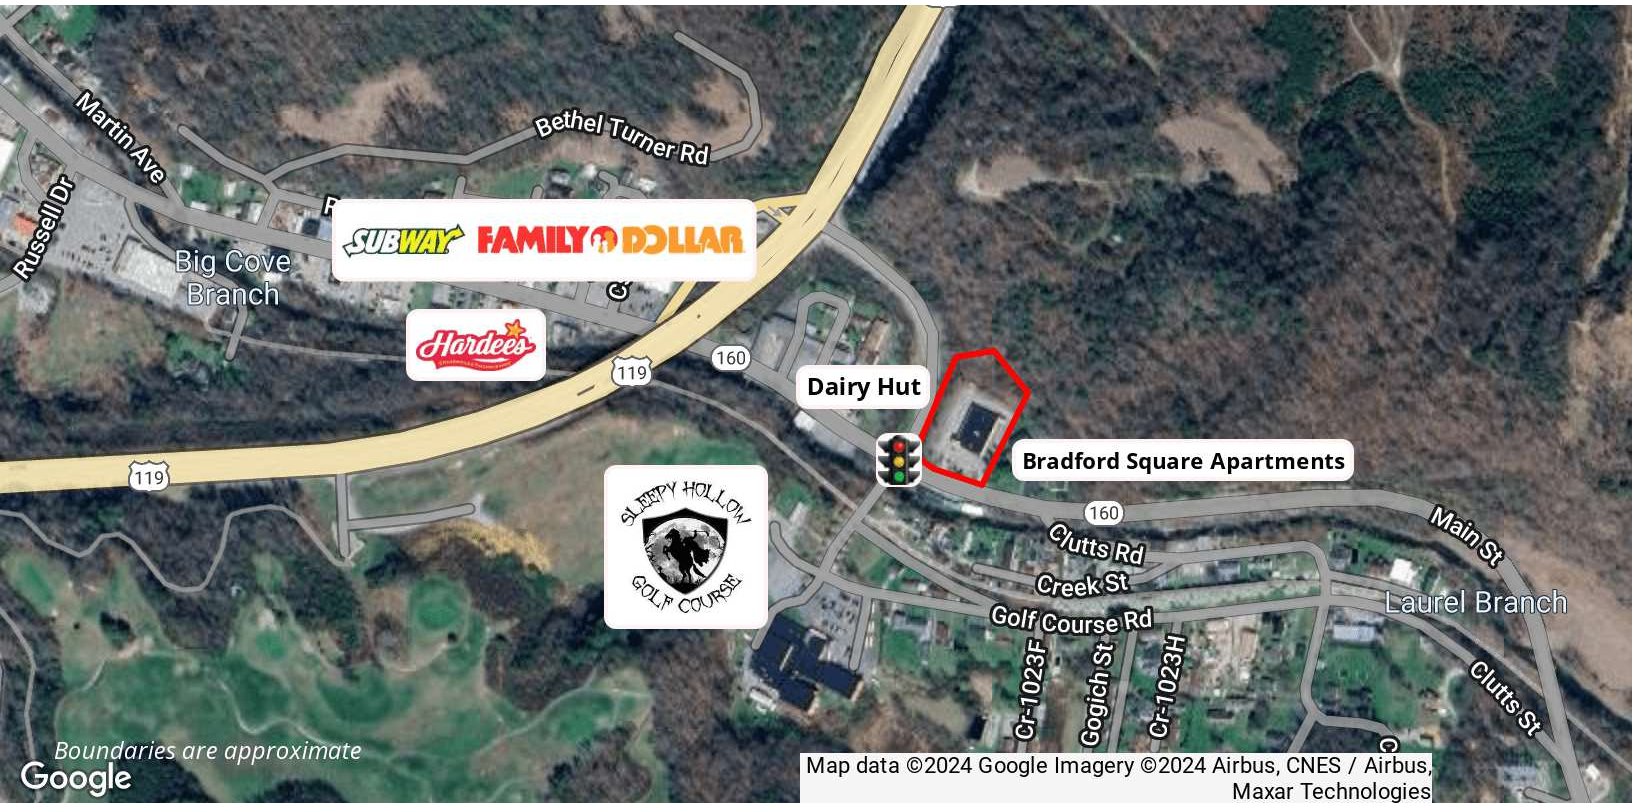 Martin Ave
Bethel Turner Rd
Russell Dr
R
SUBWAY FAMILY DOLLAR
Big Cove
Branch
C
Hardee's
119
160
Dairy Hut
119
Bradford Square Apartments
SLEEPY HOLLOW
GOLF COURSE
160
Main St
Clutts Rd
Creek St
Golf Course Rd
Laurel Branch
Cr-1023F
Gogich St
Cr-1023H
Clutts St
C
Boundaries are approximate
Google
Map data ©2024 Google Imagery ©2024 Airbus, CNES / Airbus,
Maxar Technologies